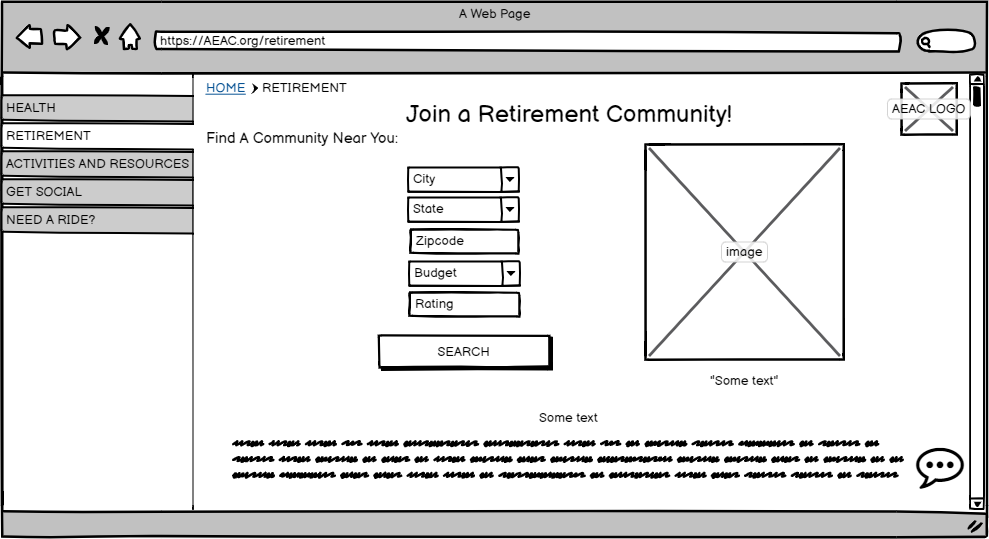 A Web Page
https://AEAC.org/retirement
HOME > RETIREMENT
AEAC LOGO
HEALTH
RETIREMENT
ACTIVITIES AND RESOURCES
GET SOCIAL
NEED A RIDE?
Join a Retirement Community!
Find A Community Near You:
City
State
Zipcode
Budget
Rating
SEARCH
image
"Some text"
Some text